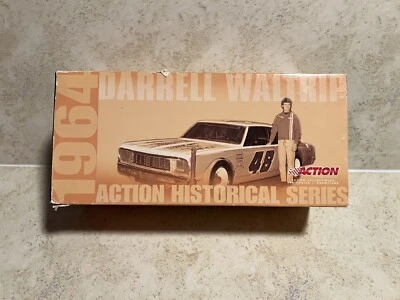 1964
DARRELL WALTRIP
48
ACTION
ACTION HISTORICAL SERIES